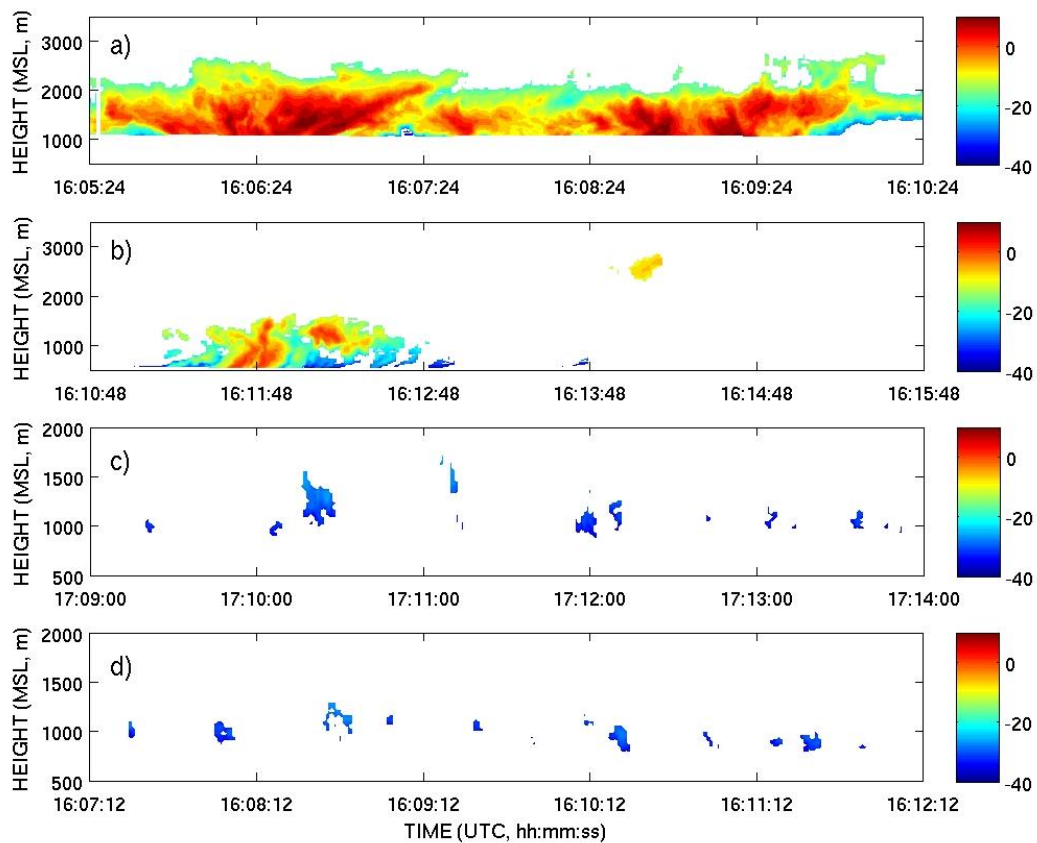 a)
HEIGHT (MSL, m)
3000
2000
1000
0
-20
-40
16:05:24 16:06:24 16:07:24 16:08:24 16:09:24 16:10:24
b)
HEIGHT (MSL, m)
3000
2000
1000
0
-20
-40
16:10:48 16:11:48 16:12:48 16:13:48 16:14:48 16:15:48
c)
HEIGHT (MSL, m)
2000
1500
1000
500
0
-20
-40
17:09:00 17:10:00 17:11:00 17:12:00 17:13:00 17:14:00
d)
HEIGHT (MSL, m)
2000
1500
1000
500
0
-20
-40
16:07:12 16:08:12 16:09:12 16:10:12 16:11:12 16:12:12
TIME (UTC, hh:mm:ss)